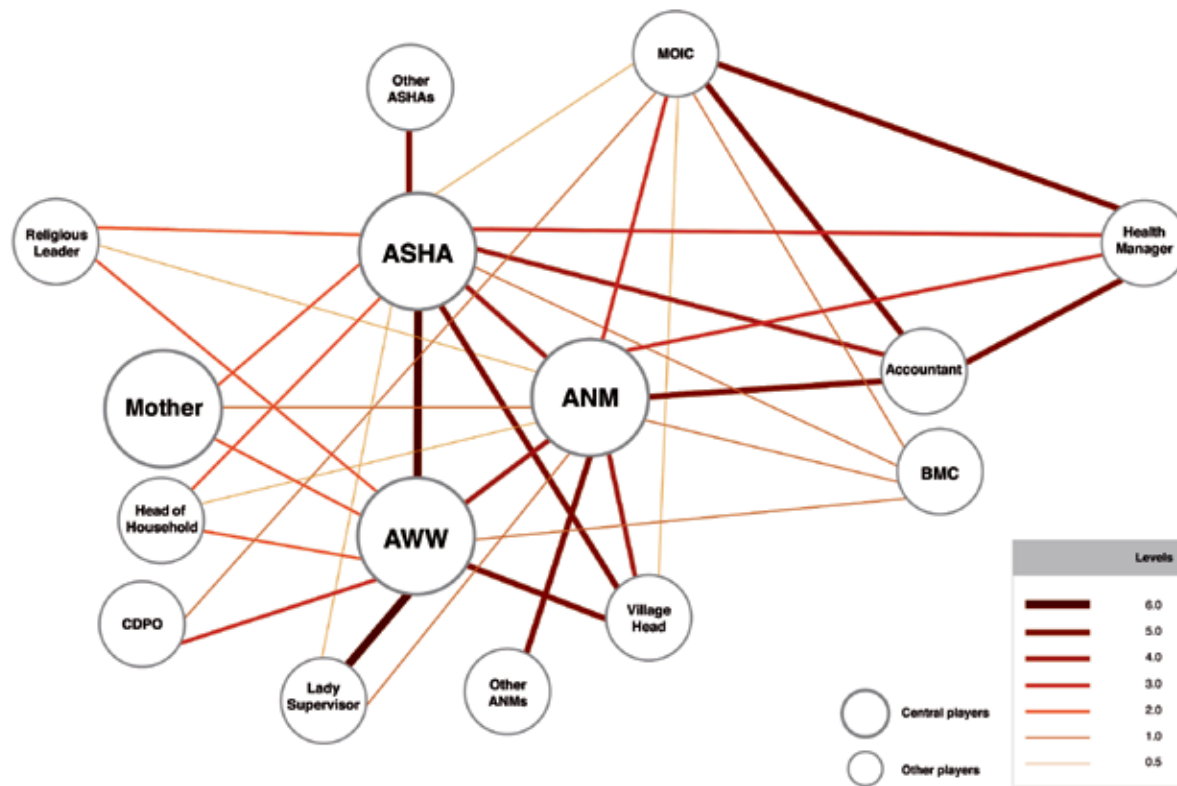 MOIC
Other
ASHAs
Religious
Leader
ASHA
Health
Manager
Accountant
Mother
ANM
BMC
Head of
Household
AWW
CDPO
Village
Head
Lady
Supervisor
Other
ANMs
Central players
Other players
Levels
6.0
5.0
4.0
3.0
2.0
1.0
0.5